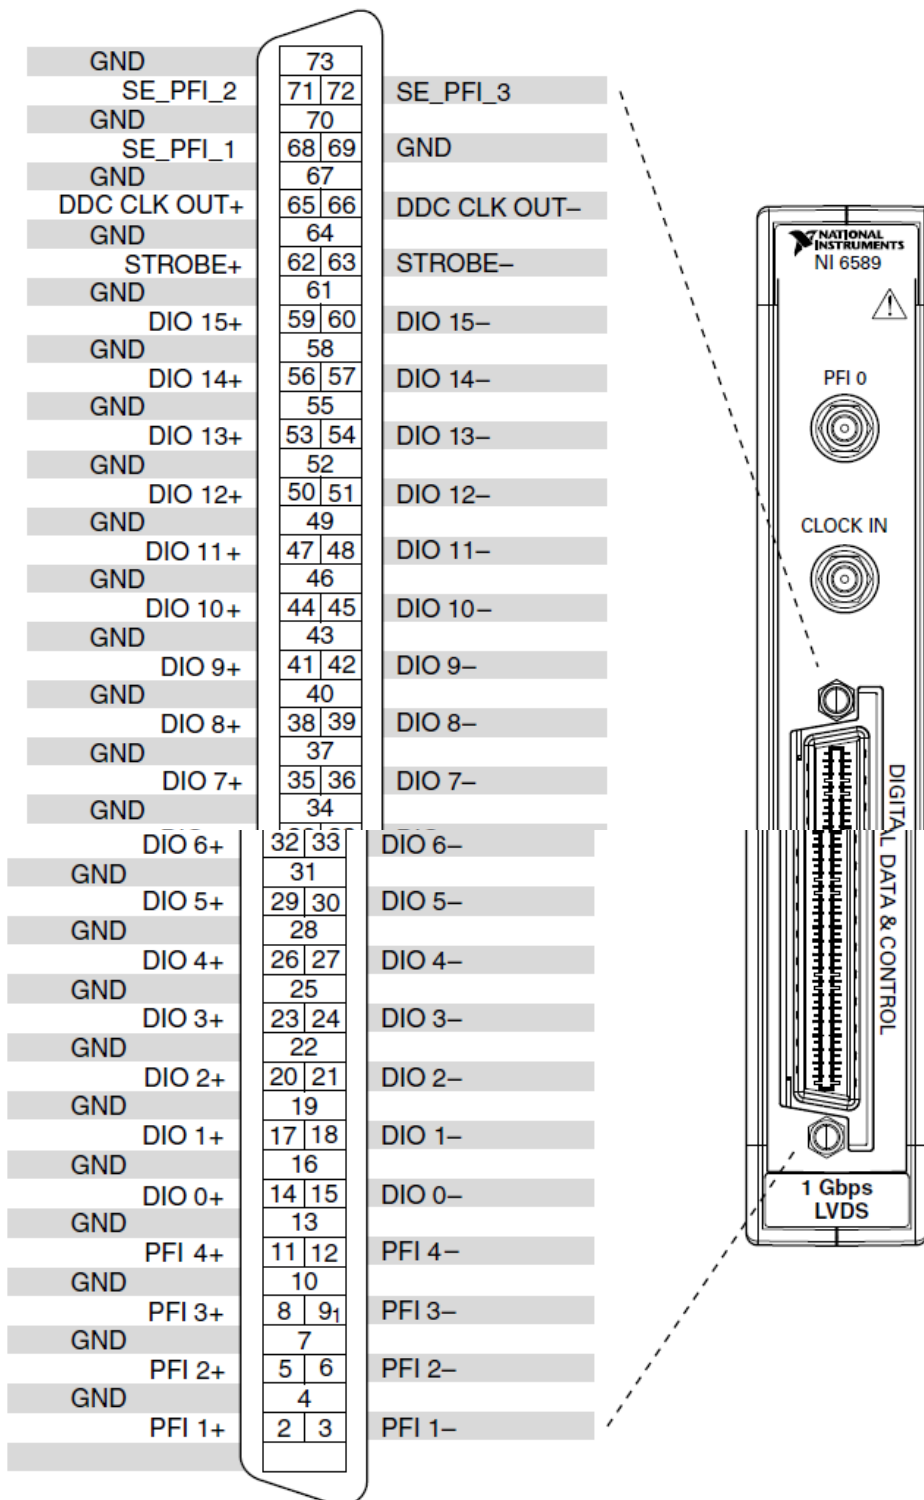 GND 73
SE_PFI_2 71 72 SE_PFI_3
GND 70
SE_PFI_1 68 69 GND
GND 67
DDC CLK OUT+ 65 66 DDC CLK OUT–
GND 64
STROBE+ 62 63 STROBE–
GND 61
DIO 15+ 59 60 DIO 15–
GND 58
DIO 14+ 56 57 DIO 14–
GND 55
DIO 13+ 53 54 DIO 13–
GND 52
DIO 12+ 50 51 DIO 12–
GND 49
DIO 11+ 47 48 DIO 11–
GND 46
DIO 10+ 44 45 DIO 10–
GND 43
DIO 9+ 41 42 DIO 9–
GND 40
DIO 8+ 38 39 DIO 8–
GND 37
DIO 7+ 35 36 DIO 7–
GND 34
DIO 6+ 32 33 DIO 6–
GND 31
DIO 5+ 29 30 DIO 5–
GND 28
DIO 4+ 26 27 DIO 4–
GND 25
DIO 3+ 23 24 DIO 3–
GND 22
DIO 2+ 20 21 DIO 2–
GND 19
DIO 1+ 17 18 DIO 1–
GND 16
DIO 0+ 14 15 DIO 0–
GND 13
PFI 4+ 11 12 PFI 4–
GND 10
PFI 3+ 8 9 1 PFI 3–
GND 7
PFI 2+ 5 6 PFI 2–
GND 4
PFI 1+ 2 3 PFI 1–
NATIONAL
INSTRUMENTS
NI 6589
PFI 0
CLOCK IN
DIGITAL DATA & CONTROL
1 Gbps
LVDS